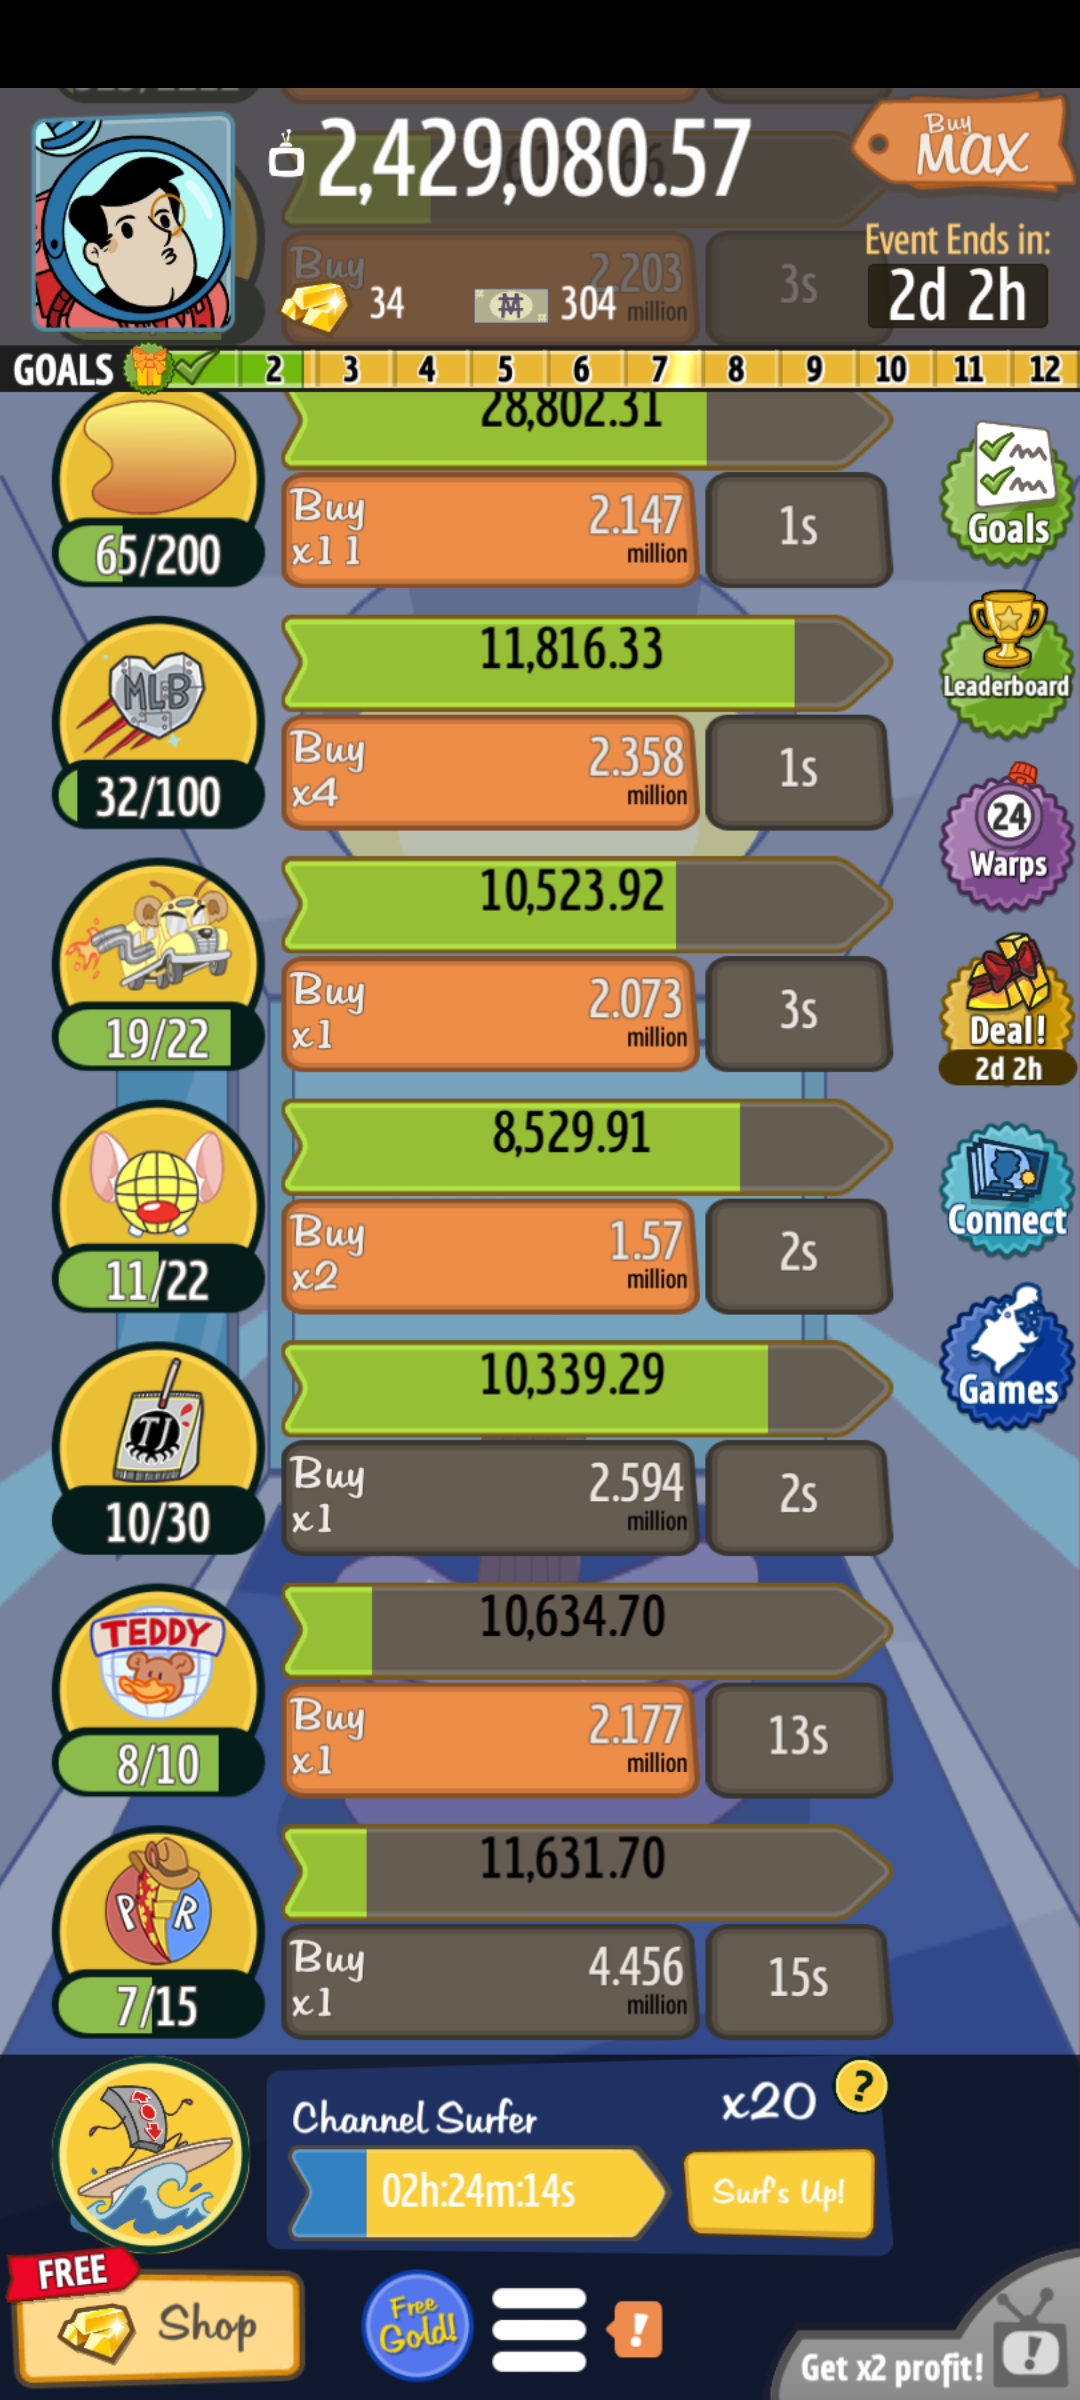 2,429,080.57
Buy
MAX
Event Ends in:
2d 2h
Buy
2.203
million
3s
34
304
GOALS 2 3 4 5 6 7 8 9 10 11 12
28,802.31
65/200
Buy
x11
2.147
million
1s
Goals
11,816.33
MLB
32/100
Buy
x4
2.358
million
1s
Leaderboard
24
Warps
10,523.92
19/22
Buy
x1
2.073
million
3s
Deal!
2d 2h
8,529.91
11/22
Buy
x2
1.57
million
2s
Connect
10,339.29
TJ
10/30
Buy
x1
2.594
million
2s
Games
10,634.70
TEDDY
8/10
Buy
x1
2.177
million
13s
11,631.70
P R
7/15
Buy
x1
4.456
million
15s
Channel Surfer
x20
?
02h:24m:14s
Surf's Up!
FREE
Shop
Free
Gold!
!
Get x2 profit!
!